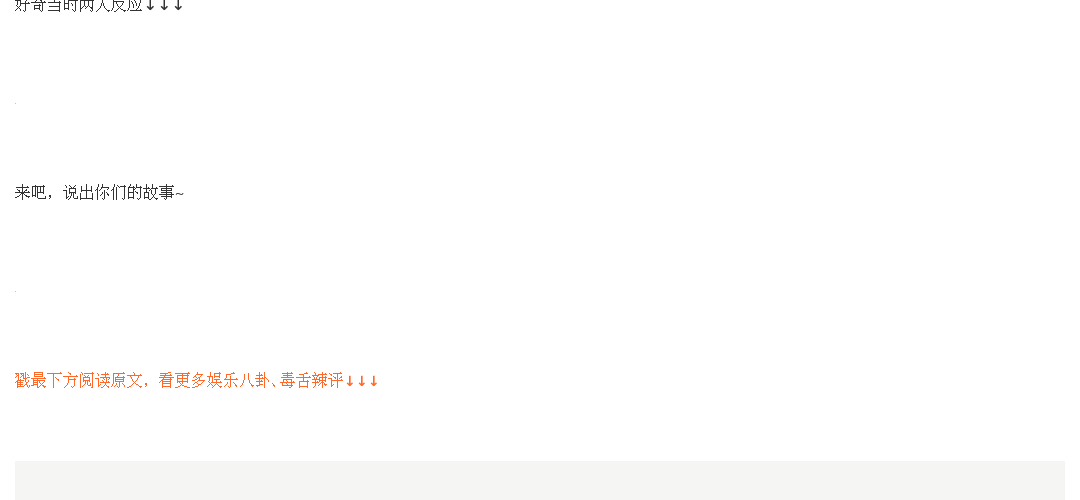 好奇当时两人反应↓↓↓
来吧，说出你们的故事~
戳最下方阅读原文，看更多娱乐八卦、毒舌辣评↓↓↓